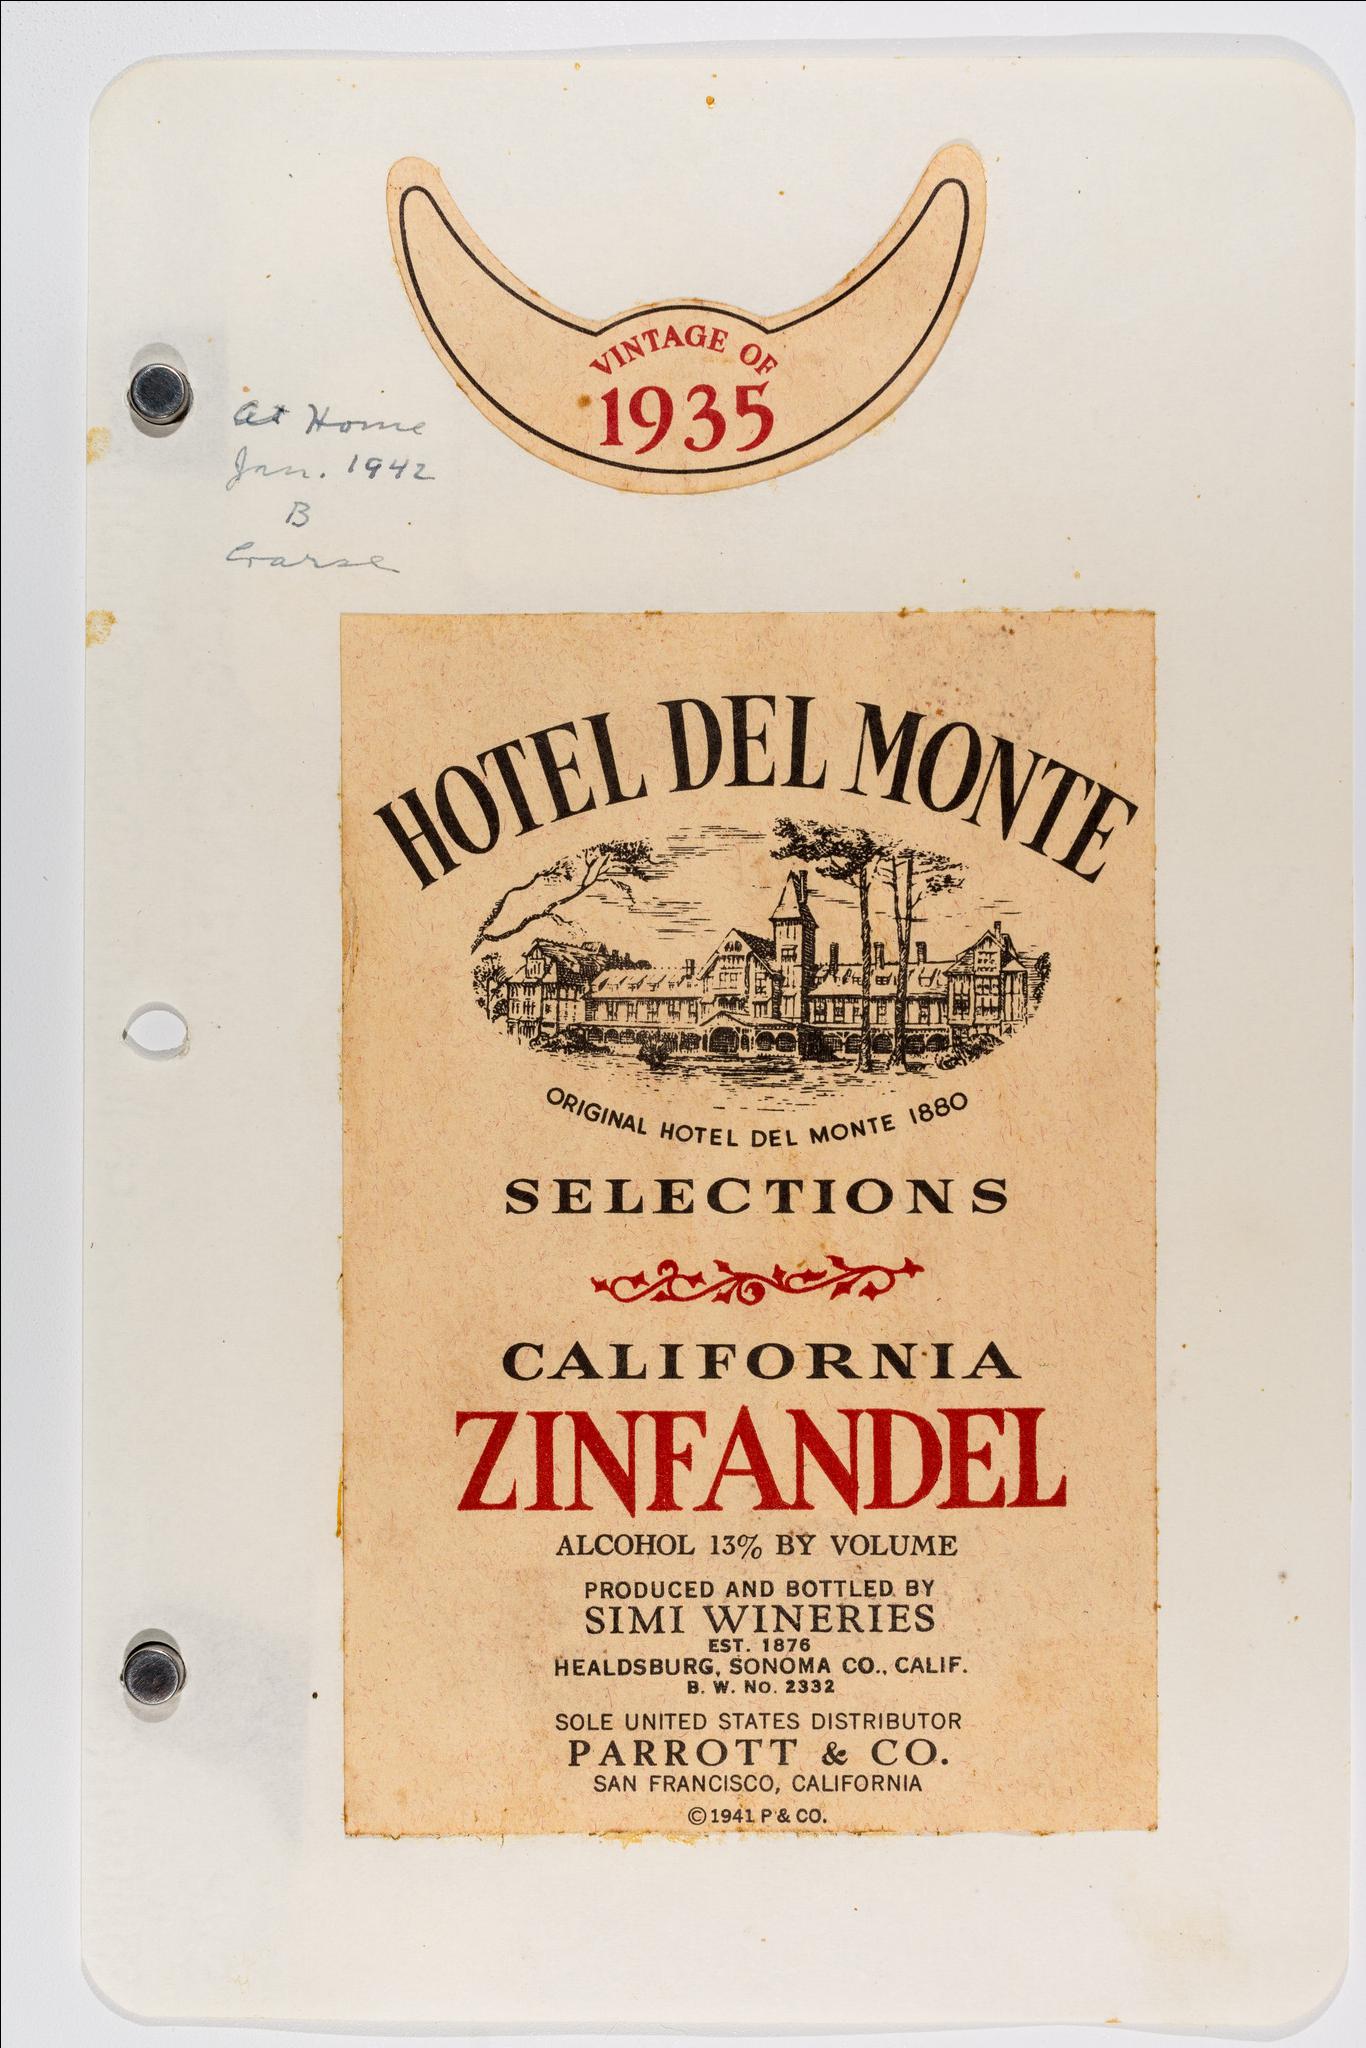 VINTAGE OF
1935
At Home
Jan. 1942
B
Coarse
HOTEL DEL MONTE
ORIGINAL HOTEL DEL MONTE 1880
SELECTIONS
CALIFORNIA
ZINFANDEL
ALCOHOL 13% BY VOLUME
PRODUCED AND BOTTLED BY
SIMI WINERIES
EST. 1876
HEALDSBURG, SONOMA CO., CALIF.
B. W. NO. 2332
SOLE UNITED STATES DISTRIBUTOR
PARROTT & CO.
SAN FRANCISCO, CALIFORNIA
©1941 P & CO.